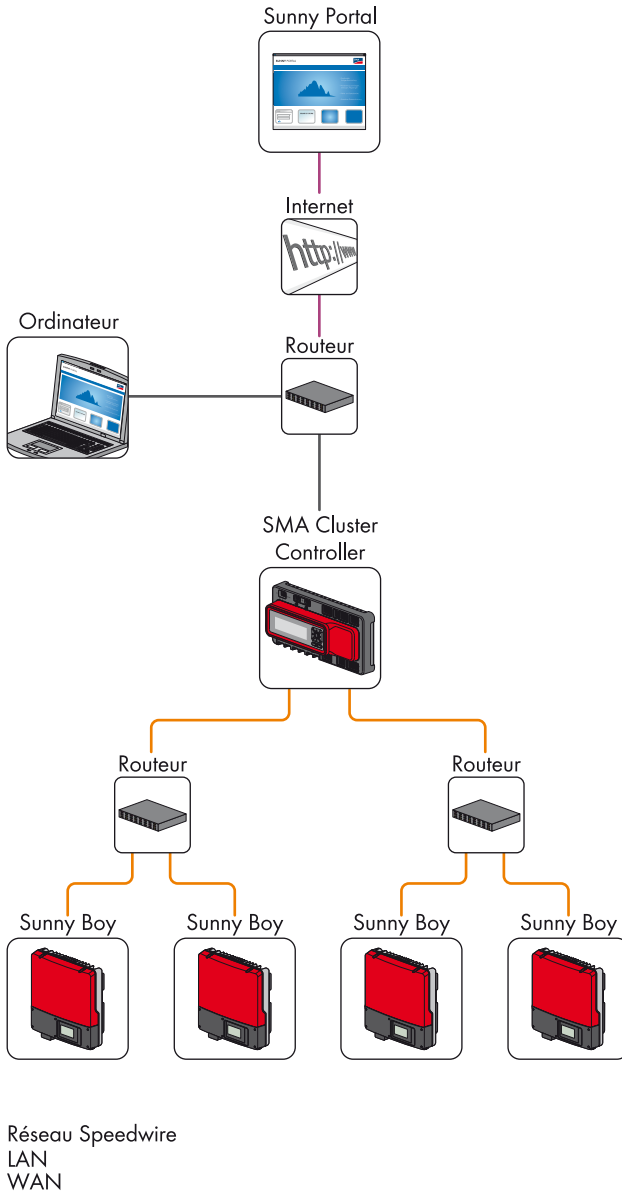 Sunny Portal
Internet
http://www
Ordinateur
Routeur
SMA Cluster
Controller
Routeur
Routeur
Sunny Boy
Sunny Boy
Sunny Boy
Sunny Boy
Réseau Speedwire
LAN
WAN